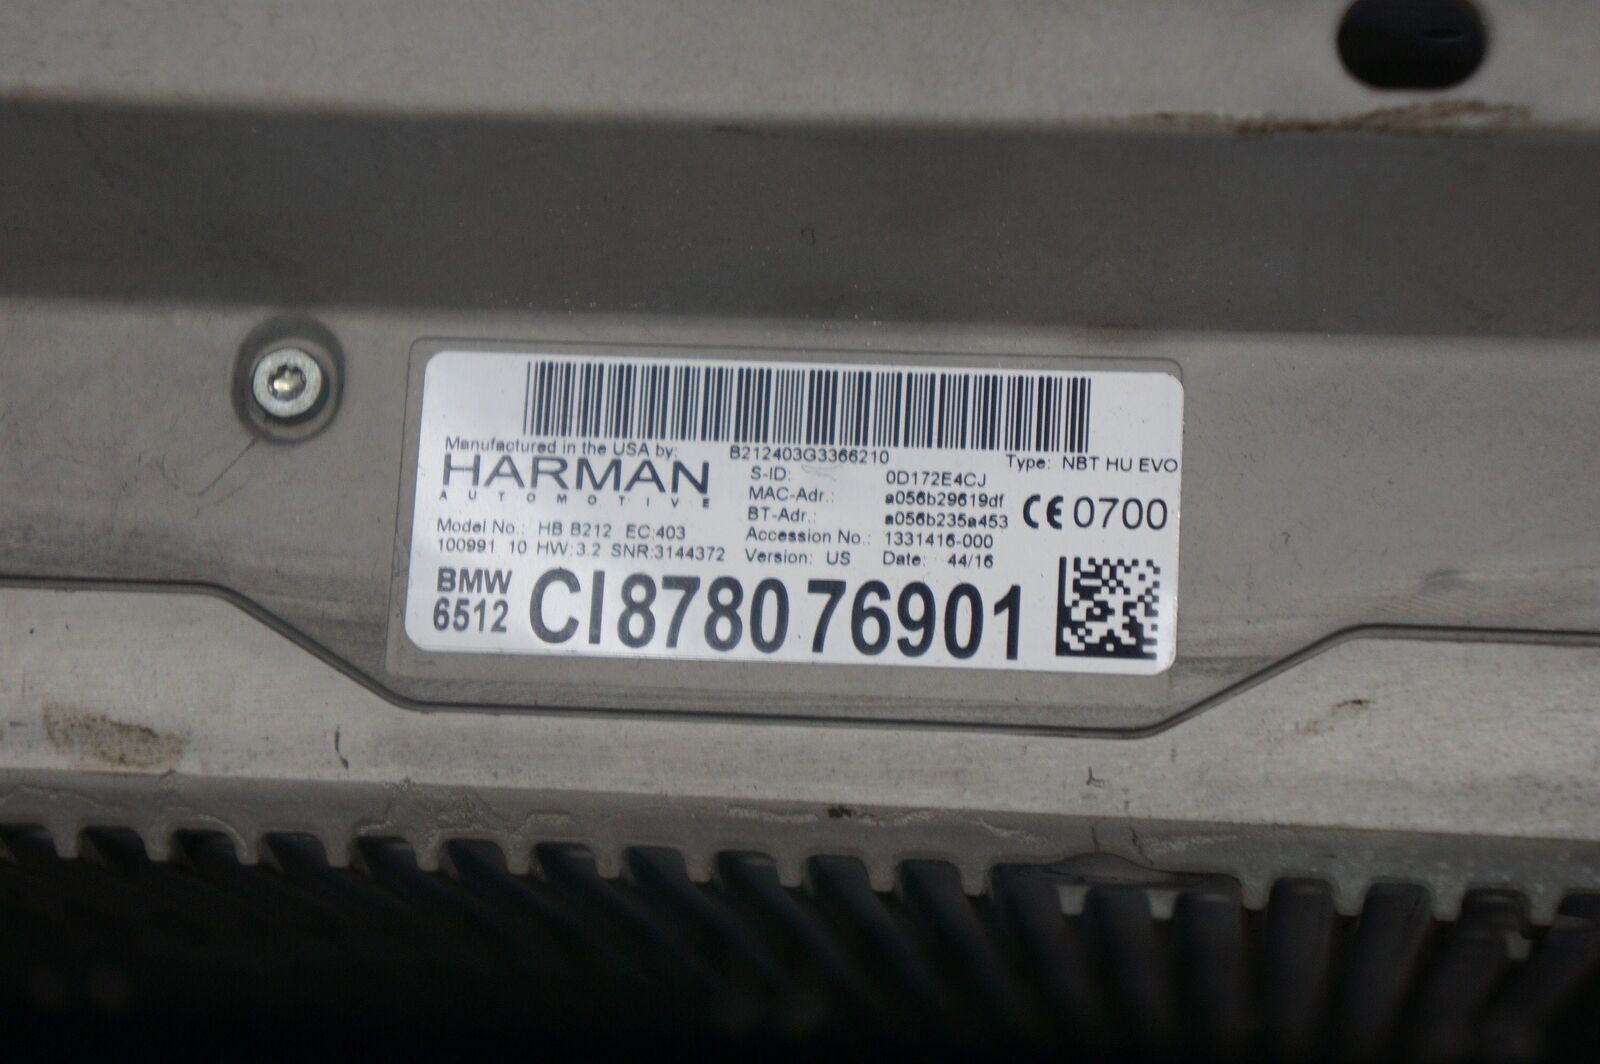 Manufactured in the USA by:
HARMAN
AUTOMOTIVE
Model No.: HB B212 EC:403
100991 10 HW:3.2 SNR:3144372
B212403G3366210
S-ID: 0D172E4CJ
MAC-Adr.: a056b29619df
BT-Adr.: a056b235a453
Accession No.: 1331416-000
Version: US Date: 44/16
Type: NBT HU EVO
CE 0700
BMW
6512
CI8780 76901